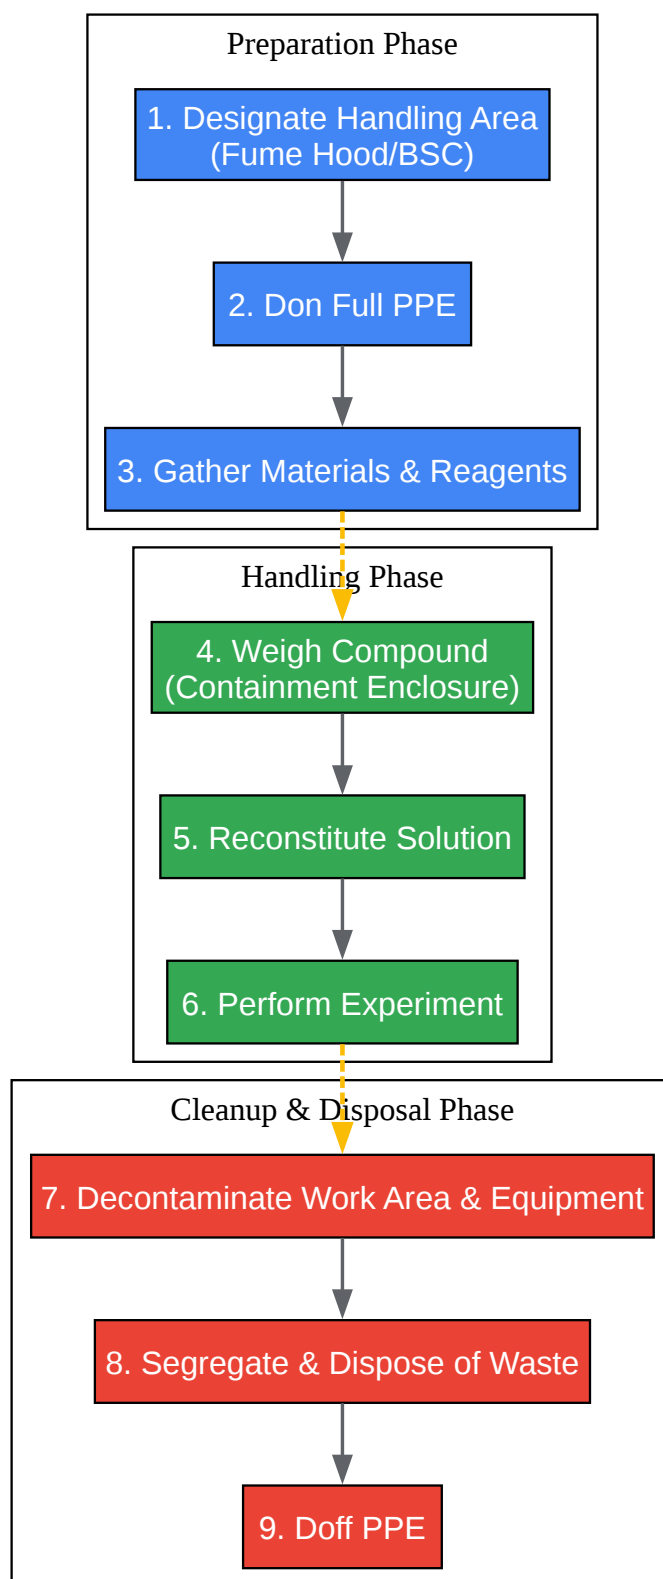 Preparation Phase
1. Designate Handling Area
(Fume Hood/BSC)
2. Don Full PPE
3. Gather Materials & Reagents
Handling Phase
4. Weigh Compound
(Containment Enclosure)
5. Reconstitute Solution
6. Perform Experiment
Cleanup & Disposal Phase
7. Decontaminate Work Area & Equipment
8. Segregate & Dispose of Waste
9. Doff PPE